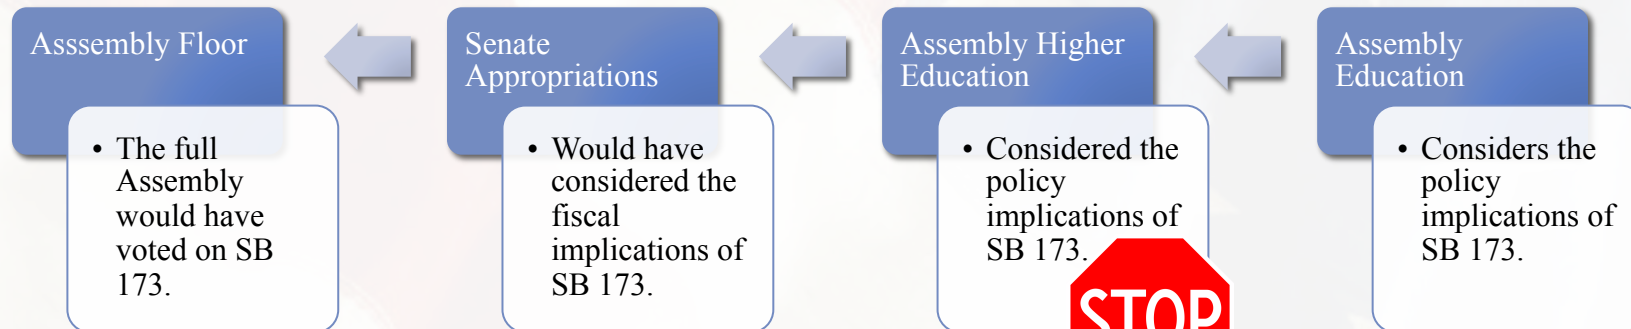 Asssembly Floor
• The full
Assembly
would have
voted on SB
173.
Senate
Appropriations
• Would have
considered the
fiscal
implications of
SB 173.
Assembly Higher
Education
• Considered the
policy
implications of
SB 173.
STOP
Assembly
Education
• Considers the
policy
implications of
SB 173.